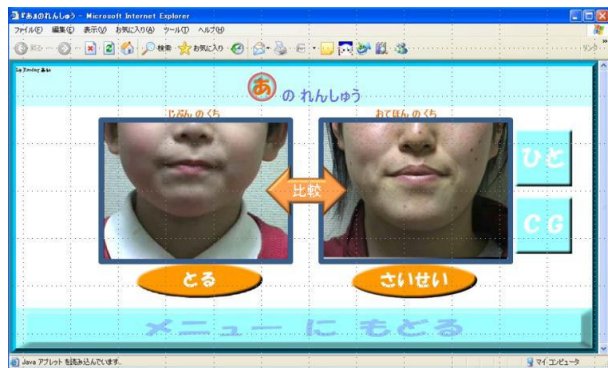 『あ』のれんしゅう - Microsoft Internet Explorer
ファイル(F) 編集(E) 表示(V) お気に入り(A) ツール(T) ヘルプ(H)
戻る 検索 お気に入り リンク
あ の れんしゅう
じぶん の くち おてほん の くち
比較
ひと
CG
とる さいせい
メニュー に もどる
Java アプレット を読み込んでいます. マイ コンピュータ